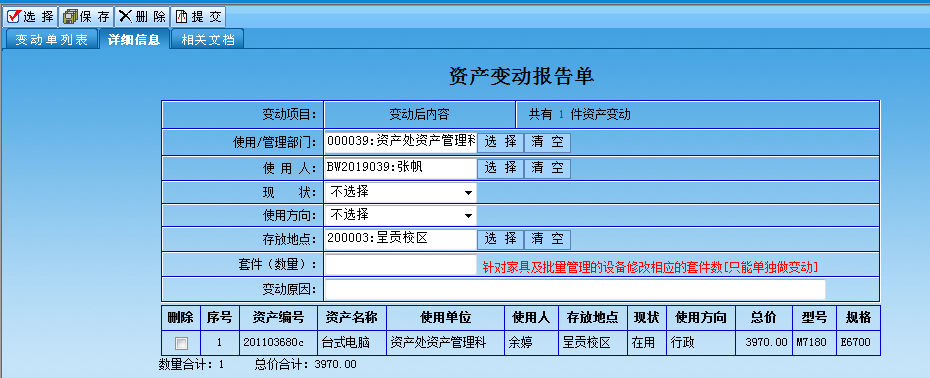 选 择 保 存 删 除 提 交
变动单列表 详细信息 相关文档
资产变动报告单
变动项目: 变动后内容 共有 1 件资产变动
使用/管理部门: 000039:资产处资产管理科 选 择 清 空
使 用 人: BW2019039:张帆 选 择 清 空
现 状: 不选择
使用方向: 不选择
存放地点: 200003:呈贡校区 选 择 清 空
套件（数量）: 针对家具及批量管理的设备修改相应的套件数[只能单独做变动]
变动原因:
删除 序号 资产编号 资产名称 使用单位 使用人 存放地点 现状 使用方向 总价 型号 规格
1 201103680c 台式电脑 资产处资产管理科 余婷 呈贡校区 在用 行政 3970.00 M7180 E6700
数量合计: 1 总价合计: 3970.00